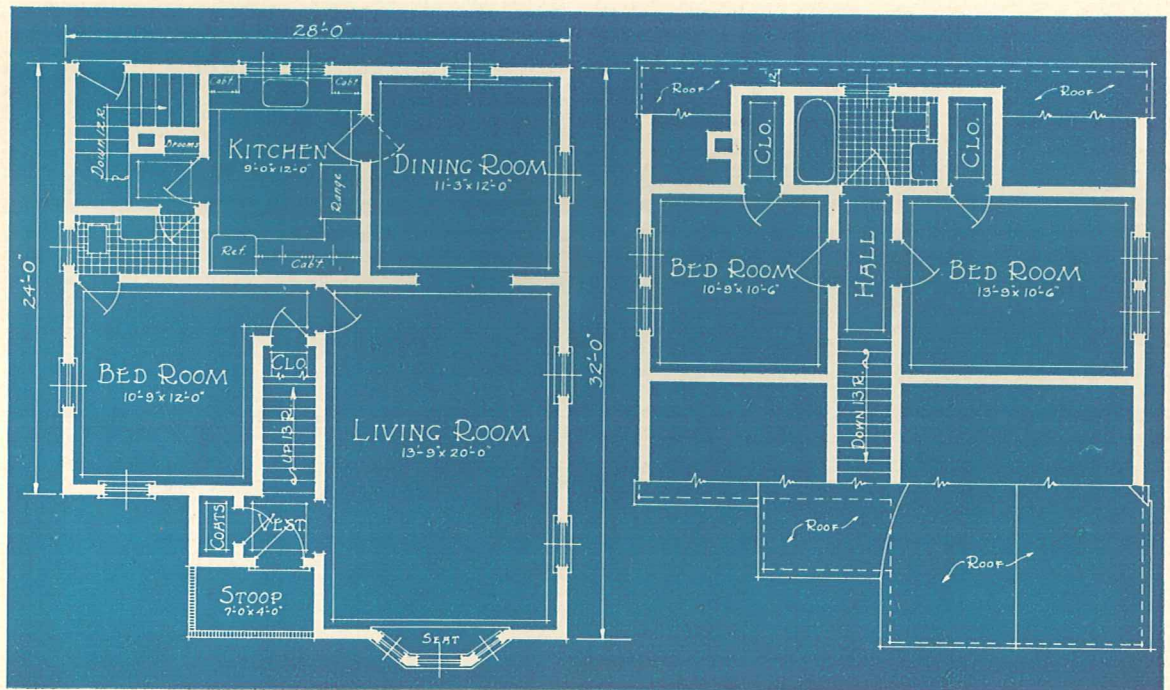 28'-0"
Cab't.
Cab't.
Down 12 R.
Brooms
KITCHEN
9'-0"x12'-0"
Range
Ref.
Cab't.
DINING ROOM
11'-3"x12'-0"
24'-0"
BED ROOM
10'-9"x12'-0"
CLO.
UP 13 R.
LIVING ROOM
13'-9"x20'-0"
32'-0"
COATS
VEST.
STOOP
7'-0"x4'-0"
SEAT
ROOF
ROOF
CLO.
CLO.
BED ROOM
10'-9"x10'-6"
HALL
BED ROOM
13'-9"x10'-6"
DOWN 13 R.
ROOF
ROOF